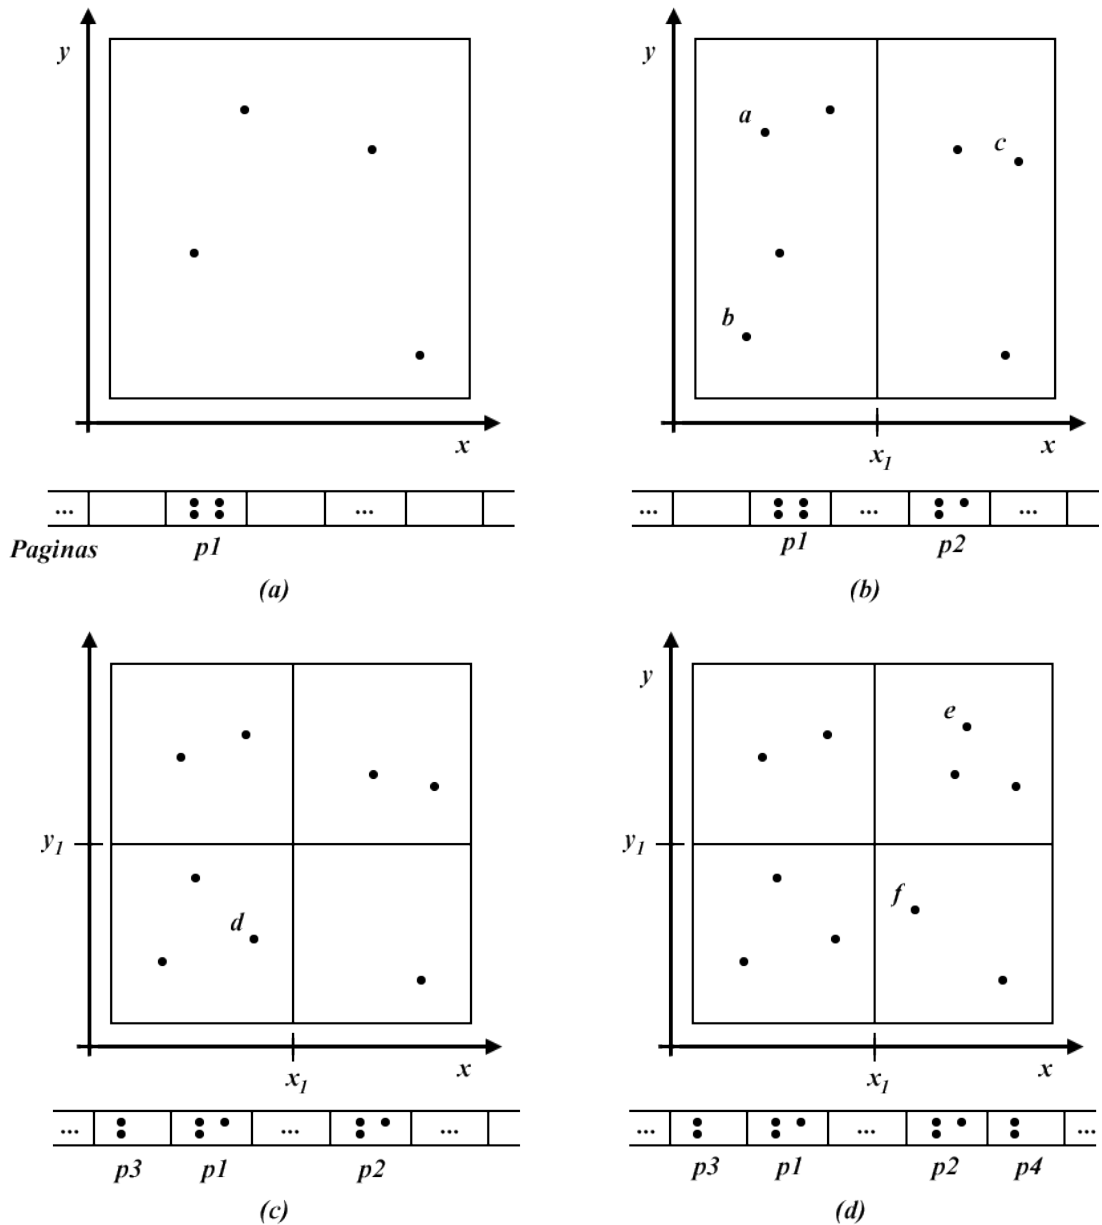 y
x
... ...
Paginas p1
(a)
y
a
c
b
x1 x
... ... ...
p1 p2
(b)
y1
d
x1 x
... ... ...
p3 p1 p2
(c)
y
e
y1
f
x1 x
... ... ...
p3 p1 p2 p4
(d)